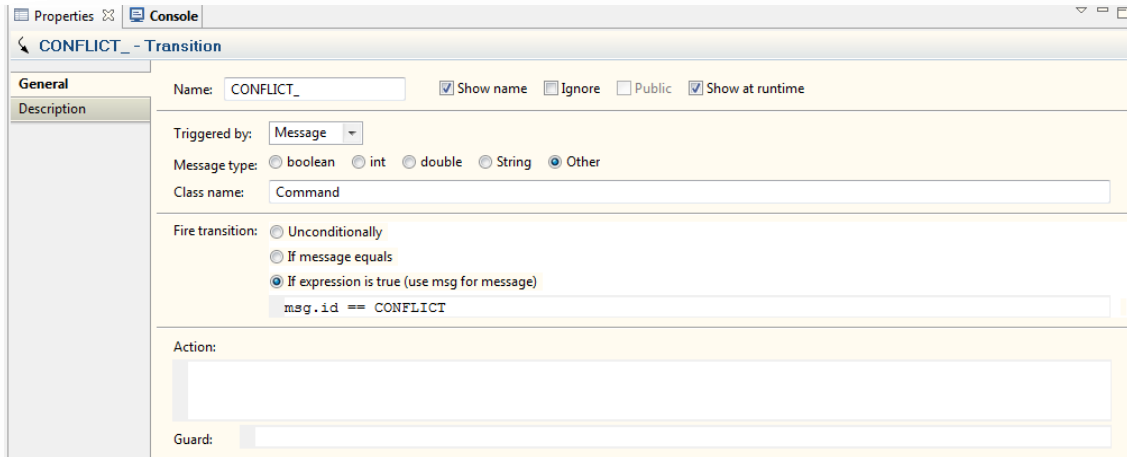 Properties Console
CONFLICT_ - Transition
General
Description
Name: CONFLICT_ Show name Ignore Public Show at runtime
Triggered by: Message
Message type: boolean int double String Other
Class name: Command
Fire transition: Unconditionally
If message equals
If expression is true (use msg for message)
msg.id == CONFLICT
Action:
Guard: